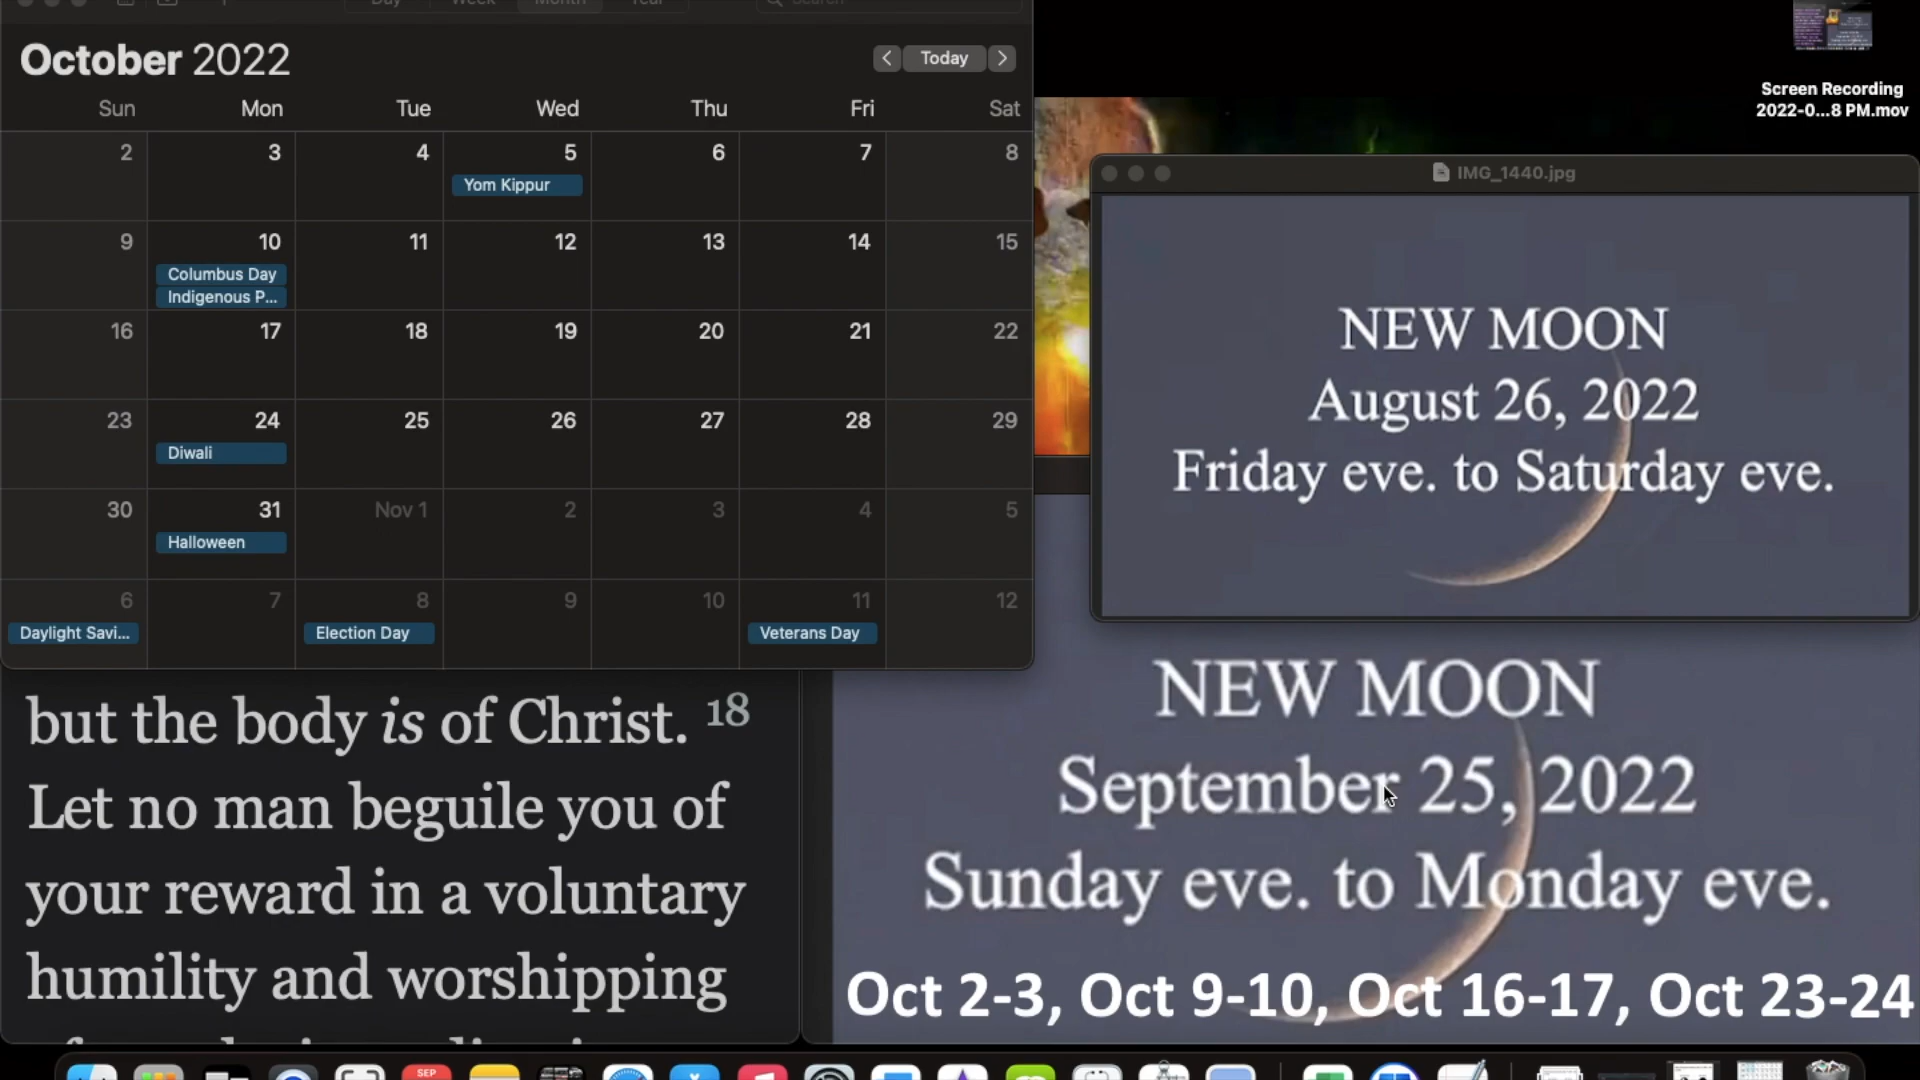 Day Week Month Year Search
October 2022
Today
Sun Mon Tue Wed Thu Fri Sat
2 3 4 5 6 7 8
Yom Kippur
9 10 11 12 13 14 15
Columbus Day
Indigenous P...
16 17 18 19 20 21 22
23 24 25 26 27 28 29
Diwali
30 31 Nov 1 2 3 4 5
Halloween
6 7 8 9 10 11 12
Daylight Savi... Election Day Veterans Day
Screen Recording
2022-0...8 PM.mov
IMG_1440.jpg
NEW MOON
August 26, 2022
Friday eve. to Saturday eve.
but the body is of Christ. 18
Let no man beguile you of
your reward in a voluntary
humility and worshipping
NEW MOON
September 25, 2022
Sunday eve. to Monday eve.
Oct 2-3, Oct 9-10, Oct 16-17, Oct 23-24
SEP